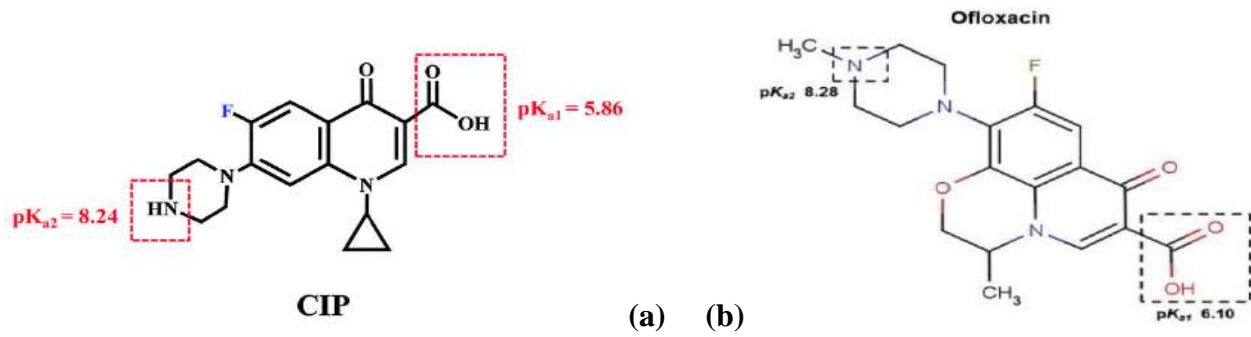 O
O
F
OH
pKa1 = 5.86
N
N
HN
pKa2 = 8.24
CIP
(a)
(b)
Ofloxacin
H3C
N
pKa2 8.28
F
N
O
O
N
O
CH3
OH
pKa1 6.10